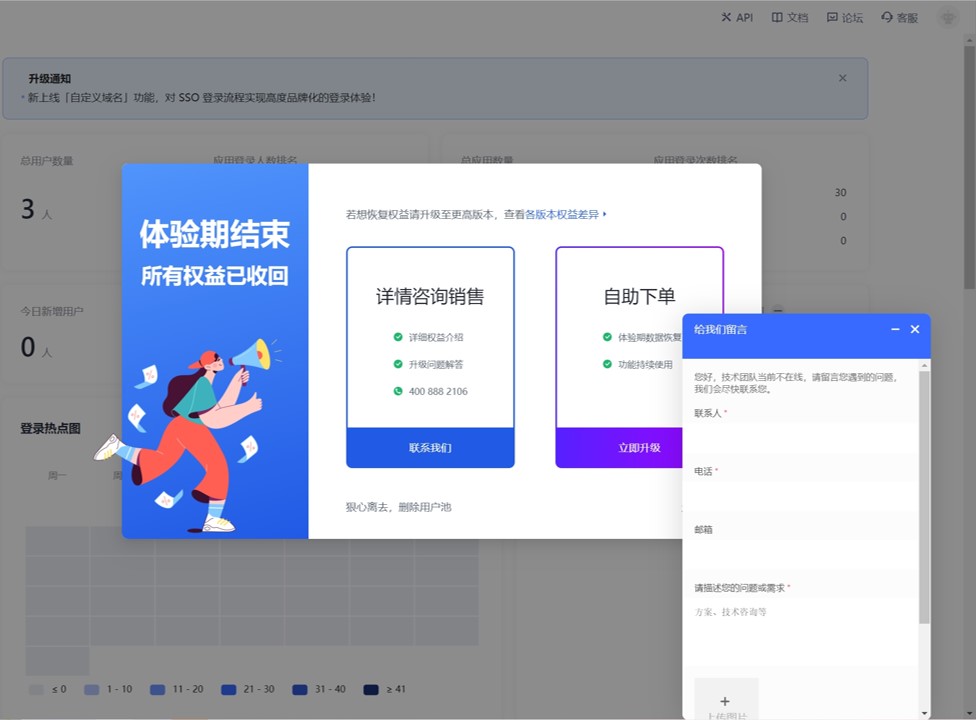 API
文档
论坛
客服
升级通知
• 新上线「自定义域名」功能，对 SSO 登录流程实现高度品牌化的登录体验！
总用户数量
应用登录人数排名
总应用数量
应用登录次数排名
3 人
30
0
0
今日新增用户
0 人
登录热点图
周一
周
≤ 0
1 - 10
11 - 20
21 - 30
31 - 40
≥ 41
体验期结束
所有权益已收回
若想恢复权益请升级至更高版本，查看各版本权益差异
详情咨询销售
详细权益介绍
升级问题解答
400 888 2106
联系我们
自助下单
体验期数据恢复
功能持续使用
立即升级
狠心离去，删除用户池
给我们留言
您好，技术团队当前不在线，请留言您遇到的问题，
我们会尽快联系您。
联系人 *
电话 *
邮箱
请描述您的问题或需求 *
方案、技术咨询等
+
上传图片